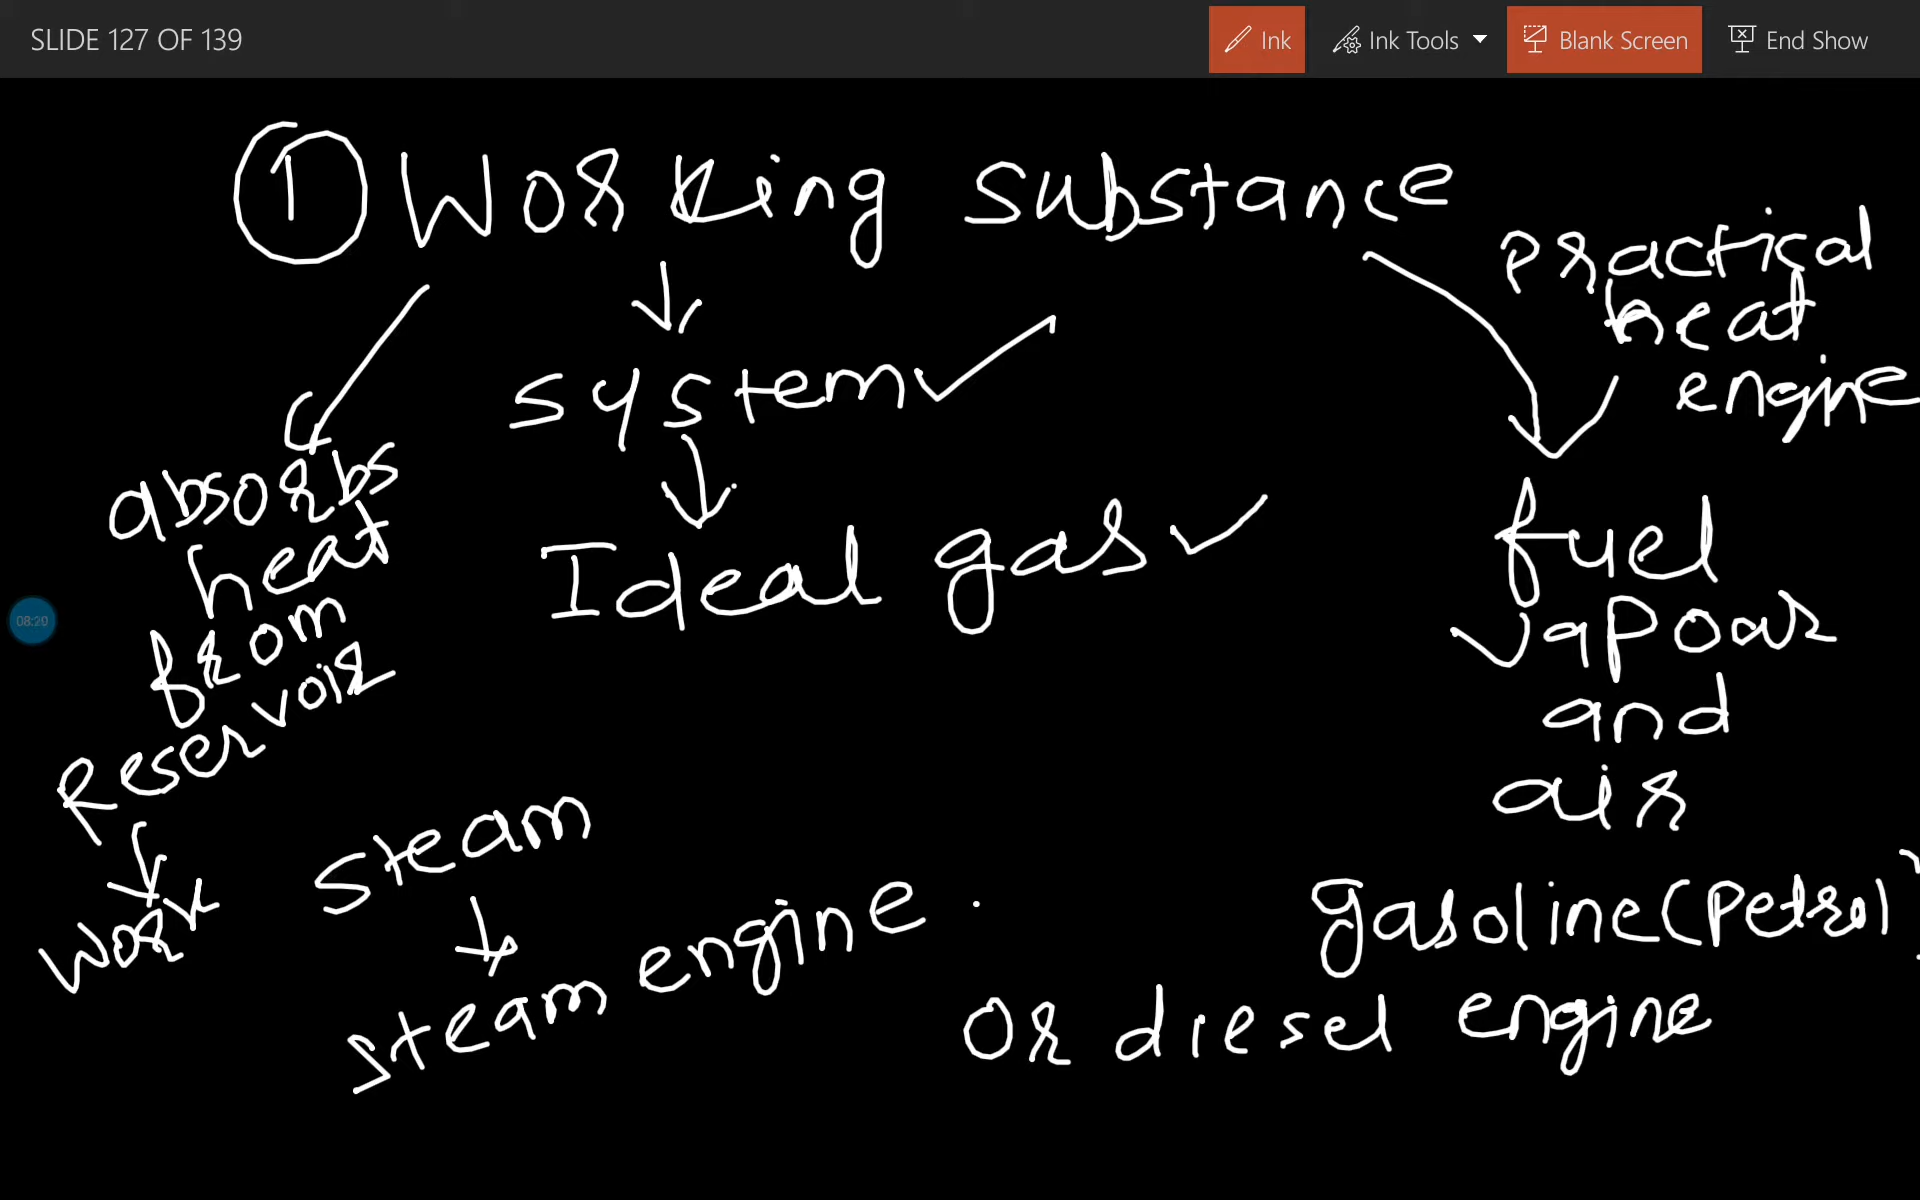 SLIDE 127 OF 139
Ink
Ink Tools
Blank Screen
End Show
① Working substance
system
Ideal gas
absorbs
heat
from
Reservoir
Work
steam
steam engine
practical
heat
engine
fuel
vapour
and
air
gasoline (petrol)
or diesel engine
08:20